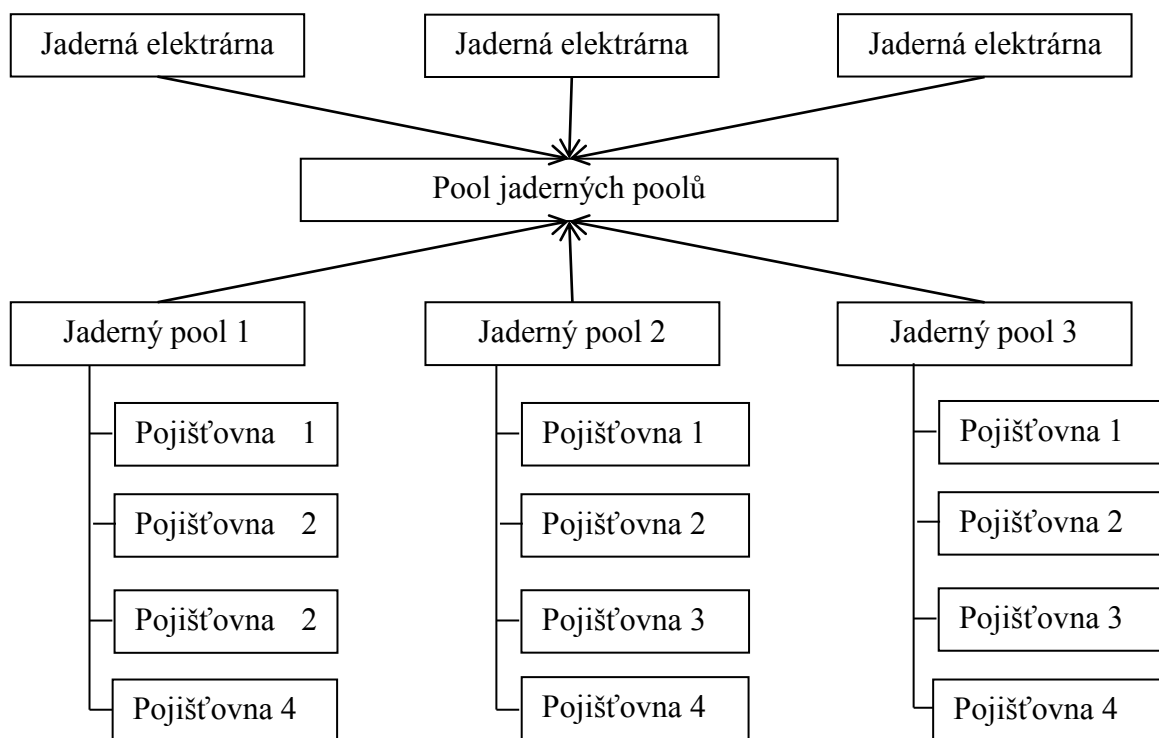 Jaderná elektrárna
Jaderná elektrárna
Jaderná elektrárna
Pool jaderných poolů
Jaderný pool 1
Jaderný pool 2
Jaderný pool 3
Pojišťovna 1
Pojišťovna 2
Pojišťovna 2
Pojišťovna 4
Pojišťovna 1
Pojišťovna 2
Pojišťovna 3
Pojišťovna 4
Pojišťovna 1
Pojišťovna 2
Pojišťovna 3
Pojišťovna 4